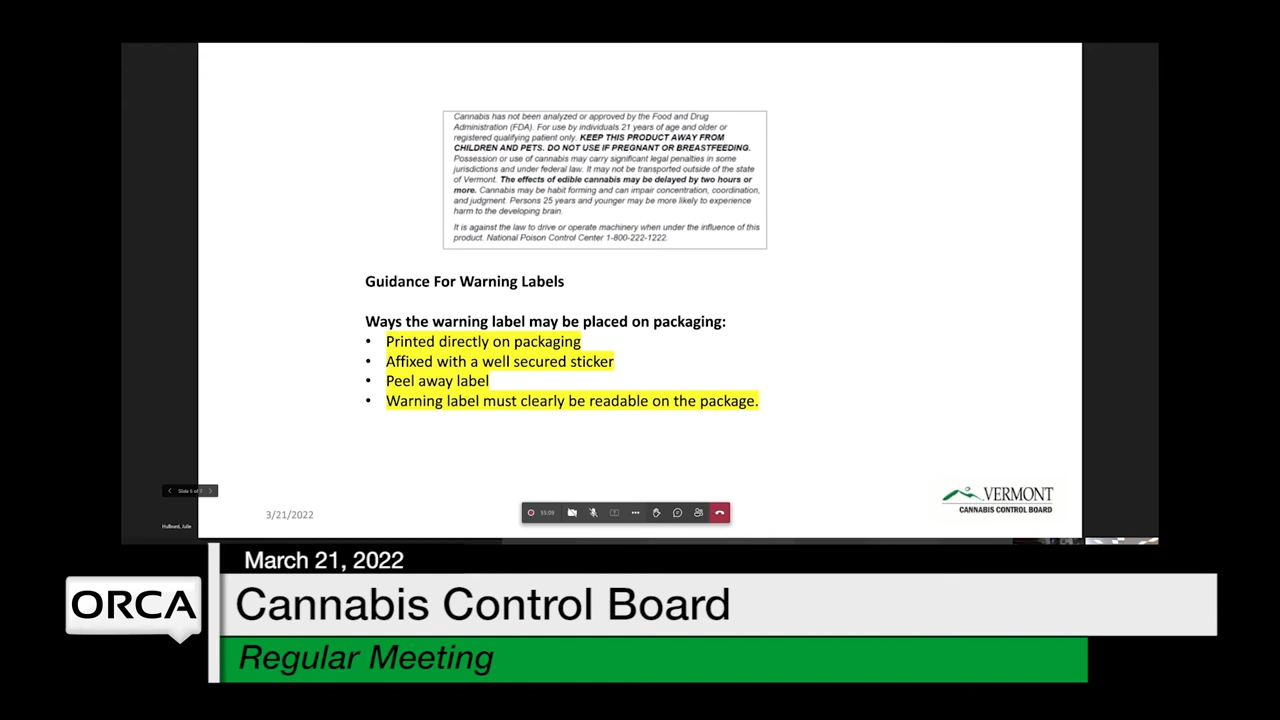 Cannabis has not been analyzed or approved by the Food and Drug
Administration (FDA). For use by individuals 21 years of age and older or
registered qualifying patient only. KEEP THIS PRODUCT AWAY FROM
CHILDREN AND PETS. DO NOT USE IF PREGNANT OR BREASTFEEDING.
Possession or use of cannabis may carry significant legal penalties in some
jurisdictions and under federal law. It may not be transported outside of the state
of Vermont. The effects of edible cannabis may be delayed by two hours or
more. Cannabis may be habit forming and can impair concentration, coordination,
and judgment. Persons 25 years and younger may be more likely to experience
harm to the developing brain.
It is against the law to drive or operate machinery when under the influence of this
product. National Poison Control Center 1-800-222-1222.
Guidance For Warning Labels
Ways the warning label may be placed on packaging:
• Printed directly on packaging
• Affixed with a well secured sticker
• Peel away label
• Warning label must clearly be readable on the package.
Slide 6 of
3/21/2022
VERMONT
CANNABIS CONTROL BOARD
March 21, 2022
ORCA
Cannabis Control Board
Regular Meeting